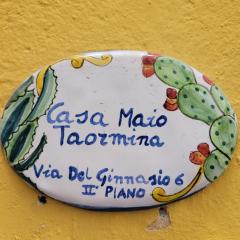 Casa Maio
Taormina
Via Del Ginnasio 6
II° PIANO